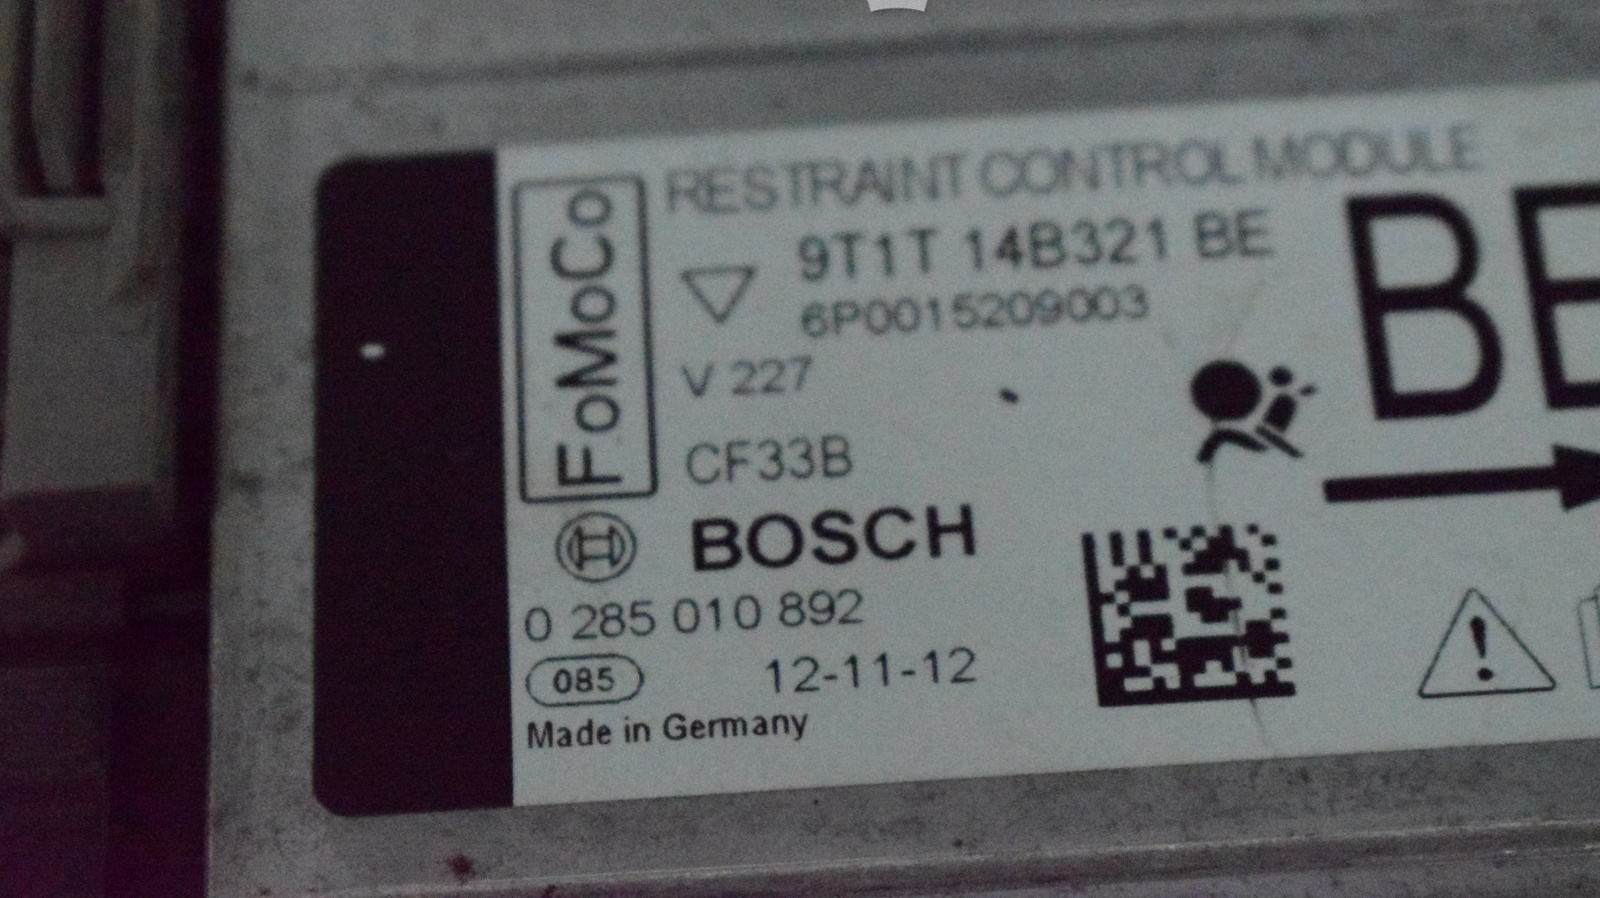 FoMoCo
RESTRAINT CONTROL MODULE
9T1T 14B321 BE
6P0015209003
V 227
CF33B
BE
BOSCH
0 285 010 892
085 12-11-12
Made in Germany